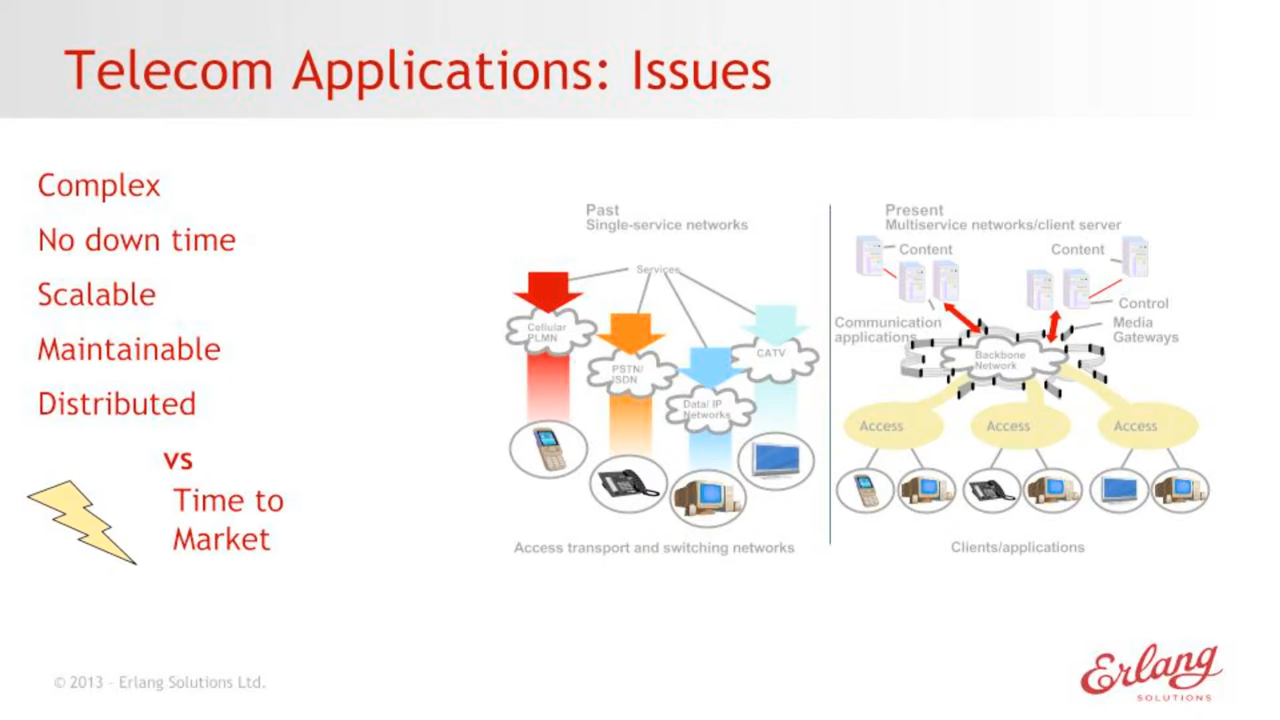 Telecom Applications: Issues
Complex
No down time
Scalable
Maintainable
Distributed
vs
Time to
Market
Past
Single-service networks
Services
Cellular
PLMN
PSTN/
ISDN
Data/ IP
Networks
CATV
Access transport and switching networks
Present
Multiservice networks/client server
Content
Content
Control
Communication
applications
Media
Gateways
Backbone
Network
Access
Access
Access
Clients/applications
© 2013 – Erlang Solutions Ltd.
Erlang
SOLUTIONS